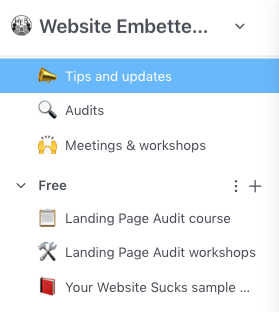 Website Embette...
Tips and updates
Audits
Meetings & workshops
Free
Landing Page Audit course
Landing Page Audit workshops
Your Website Sucks sample ...